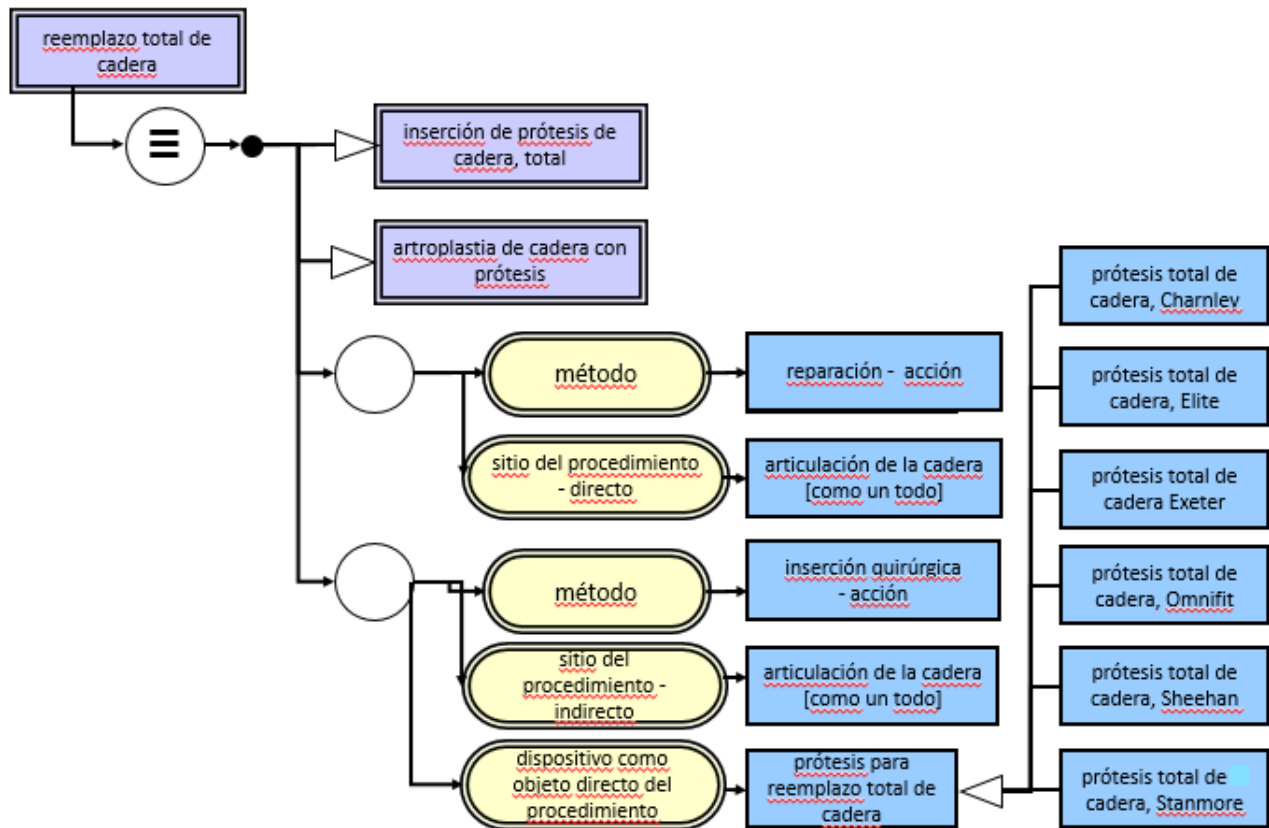 reemplazo total de
cadera
inserción de prótesis de
cadera, total
artroplastia de cadera con
prótesis
método
reparación - acción
sitio del procedimiento
- directo
articulación de la cadera
[como un todo]
método
inserción quirúrgica
- acción
sitio del
procedimiento -
indirecto
articulación de la cadera
[como un todo]
dispositivo como
objeto directo del
procedimiento
prótesis para
reemplazo total de
cadera
prótesis total de
cadera, Charnley
prótesis total de
cadera, Elite
prótesis total de
cadera Exeter
prótesis total de
cadera, Omnifit
prótesis total de
cadera, Sheehan
prótesis total de
cadera, Stanmore